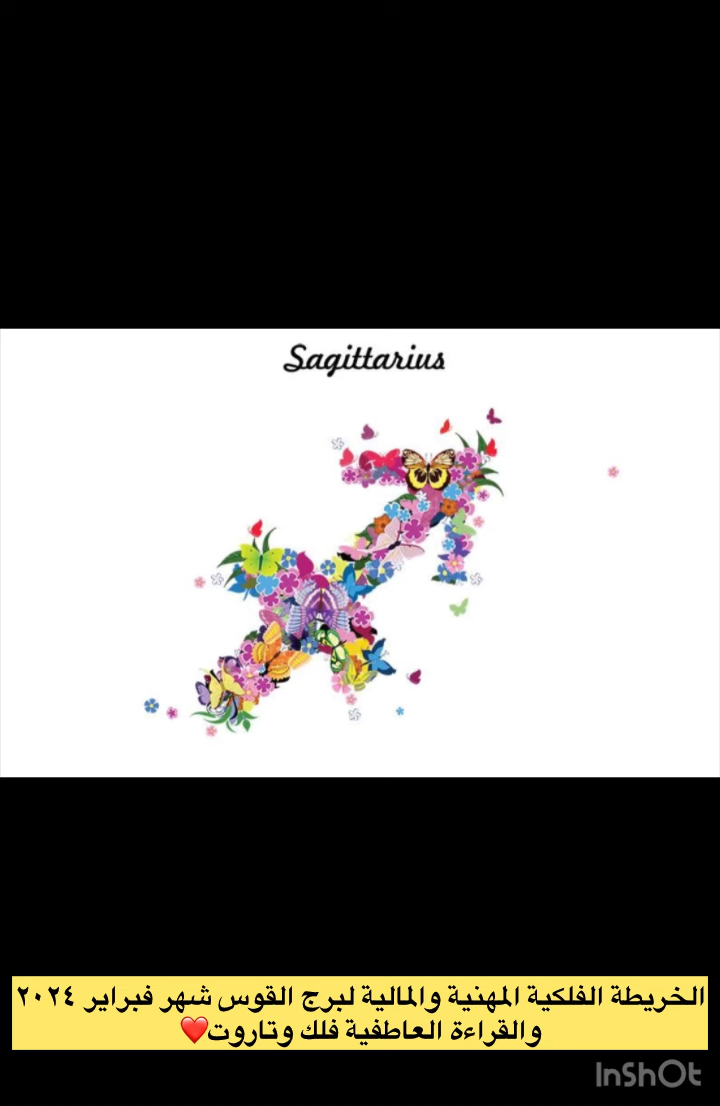 Sagittarius
الخريطة الفلكية المهنية والمالية لبرج القوس شهر فبراير ٢٠٢٤
والقراءة العاطفية فلك وتاروت❤️
InShOt